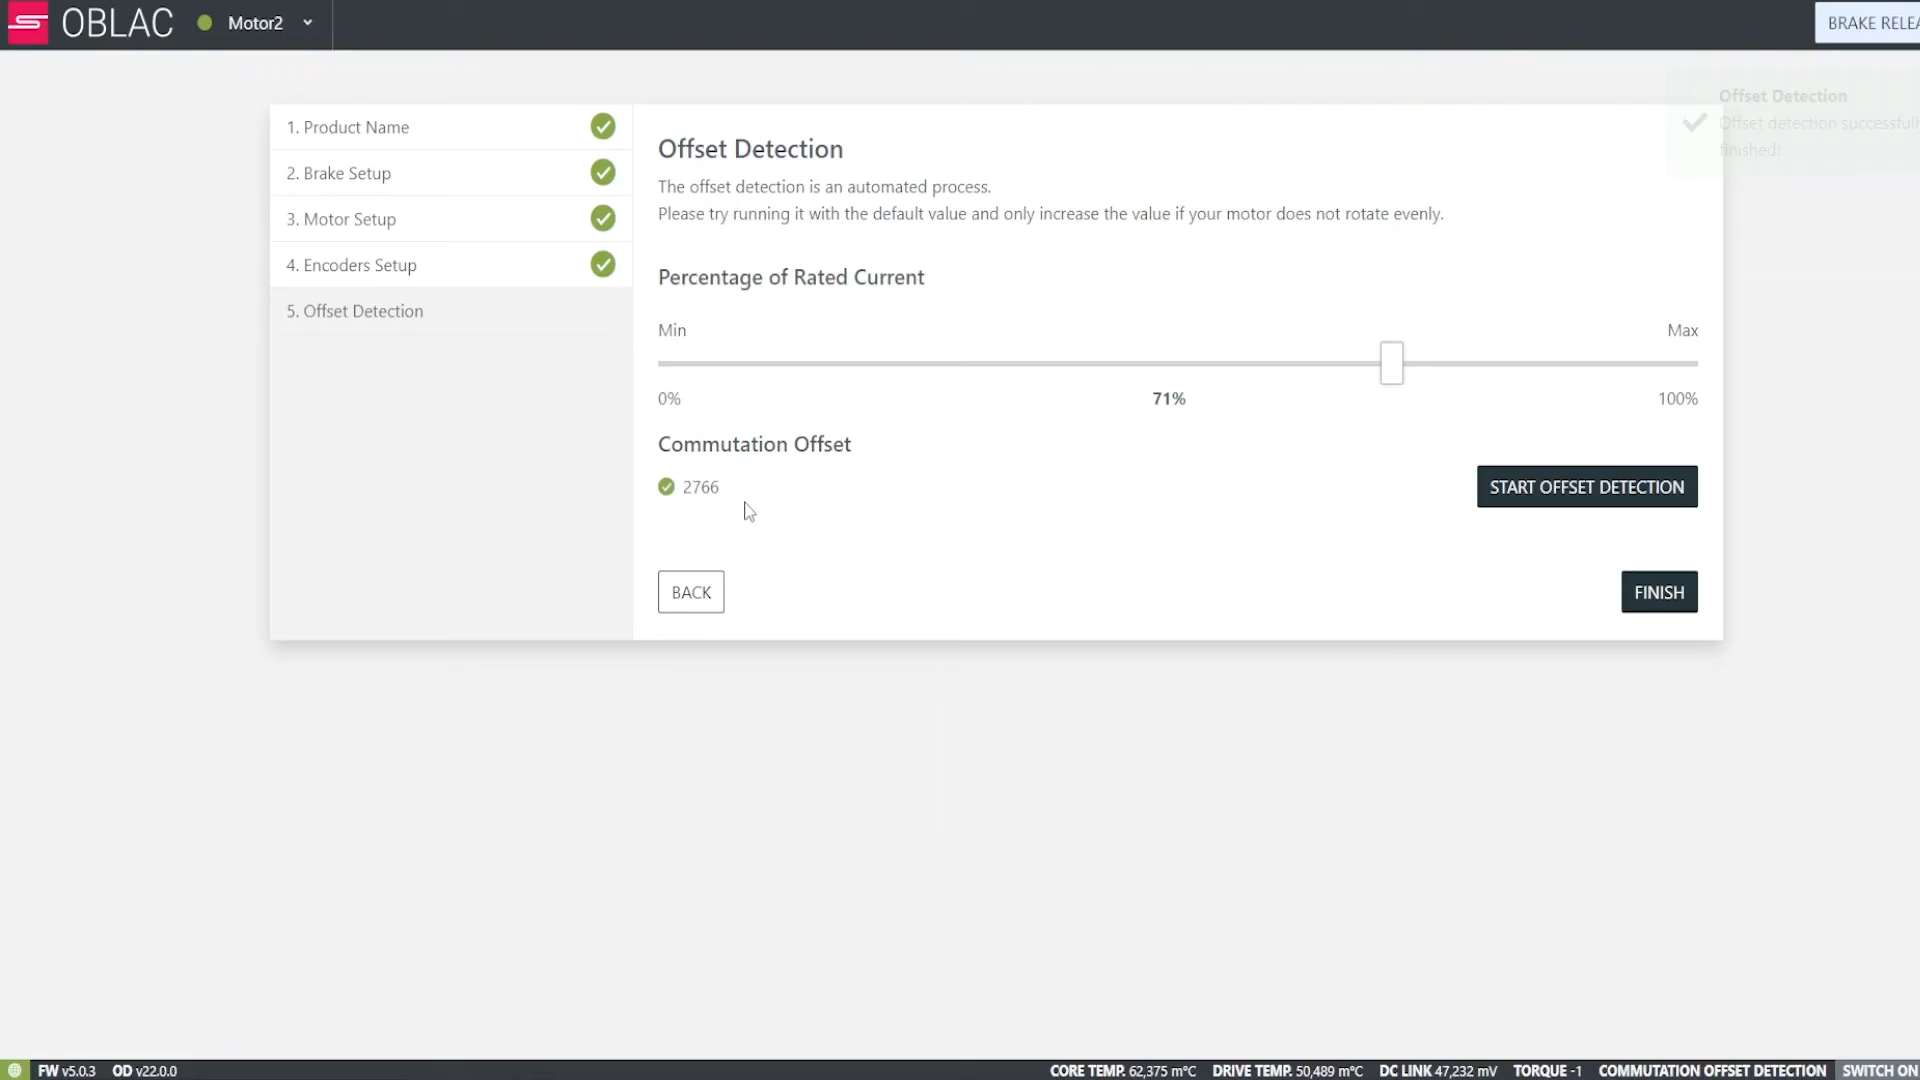 OBLAC Motor2 BRAKE RELEA
Offset Detection
Offset detection successfull
finished!
1. Product Name
2. Brake Setup
3. Motor Setup
4. Encoders Setup
5. Offset Detection
Offset Detection
The offset detection is an automated process.
Please try running it with the default value and only increase the value if your motor does not rotate evenly.
Percentage of Rated Current
Min Max
0% 71% 100%
Commutation Offset
2766 START OFFSET DETECTION
BACK FINISH
FW v5.0.3 OD v22.0.0 CORE TEMP. 62,375 m°C DRIVE TEMP. 50,489 m°C DC LINK 47,232 mV TORQUE -1 COMMUTATION OFFSET DETECTION SWITCH ON